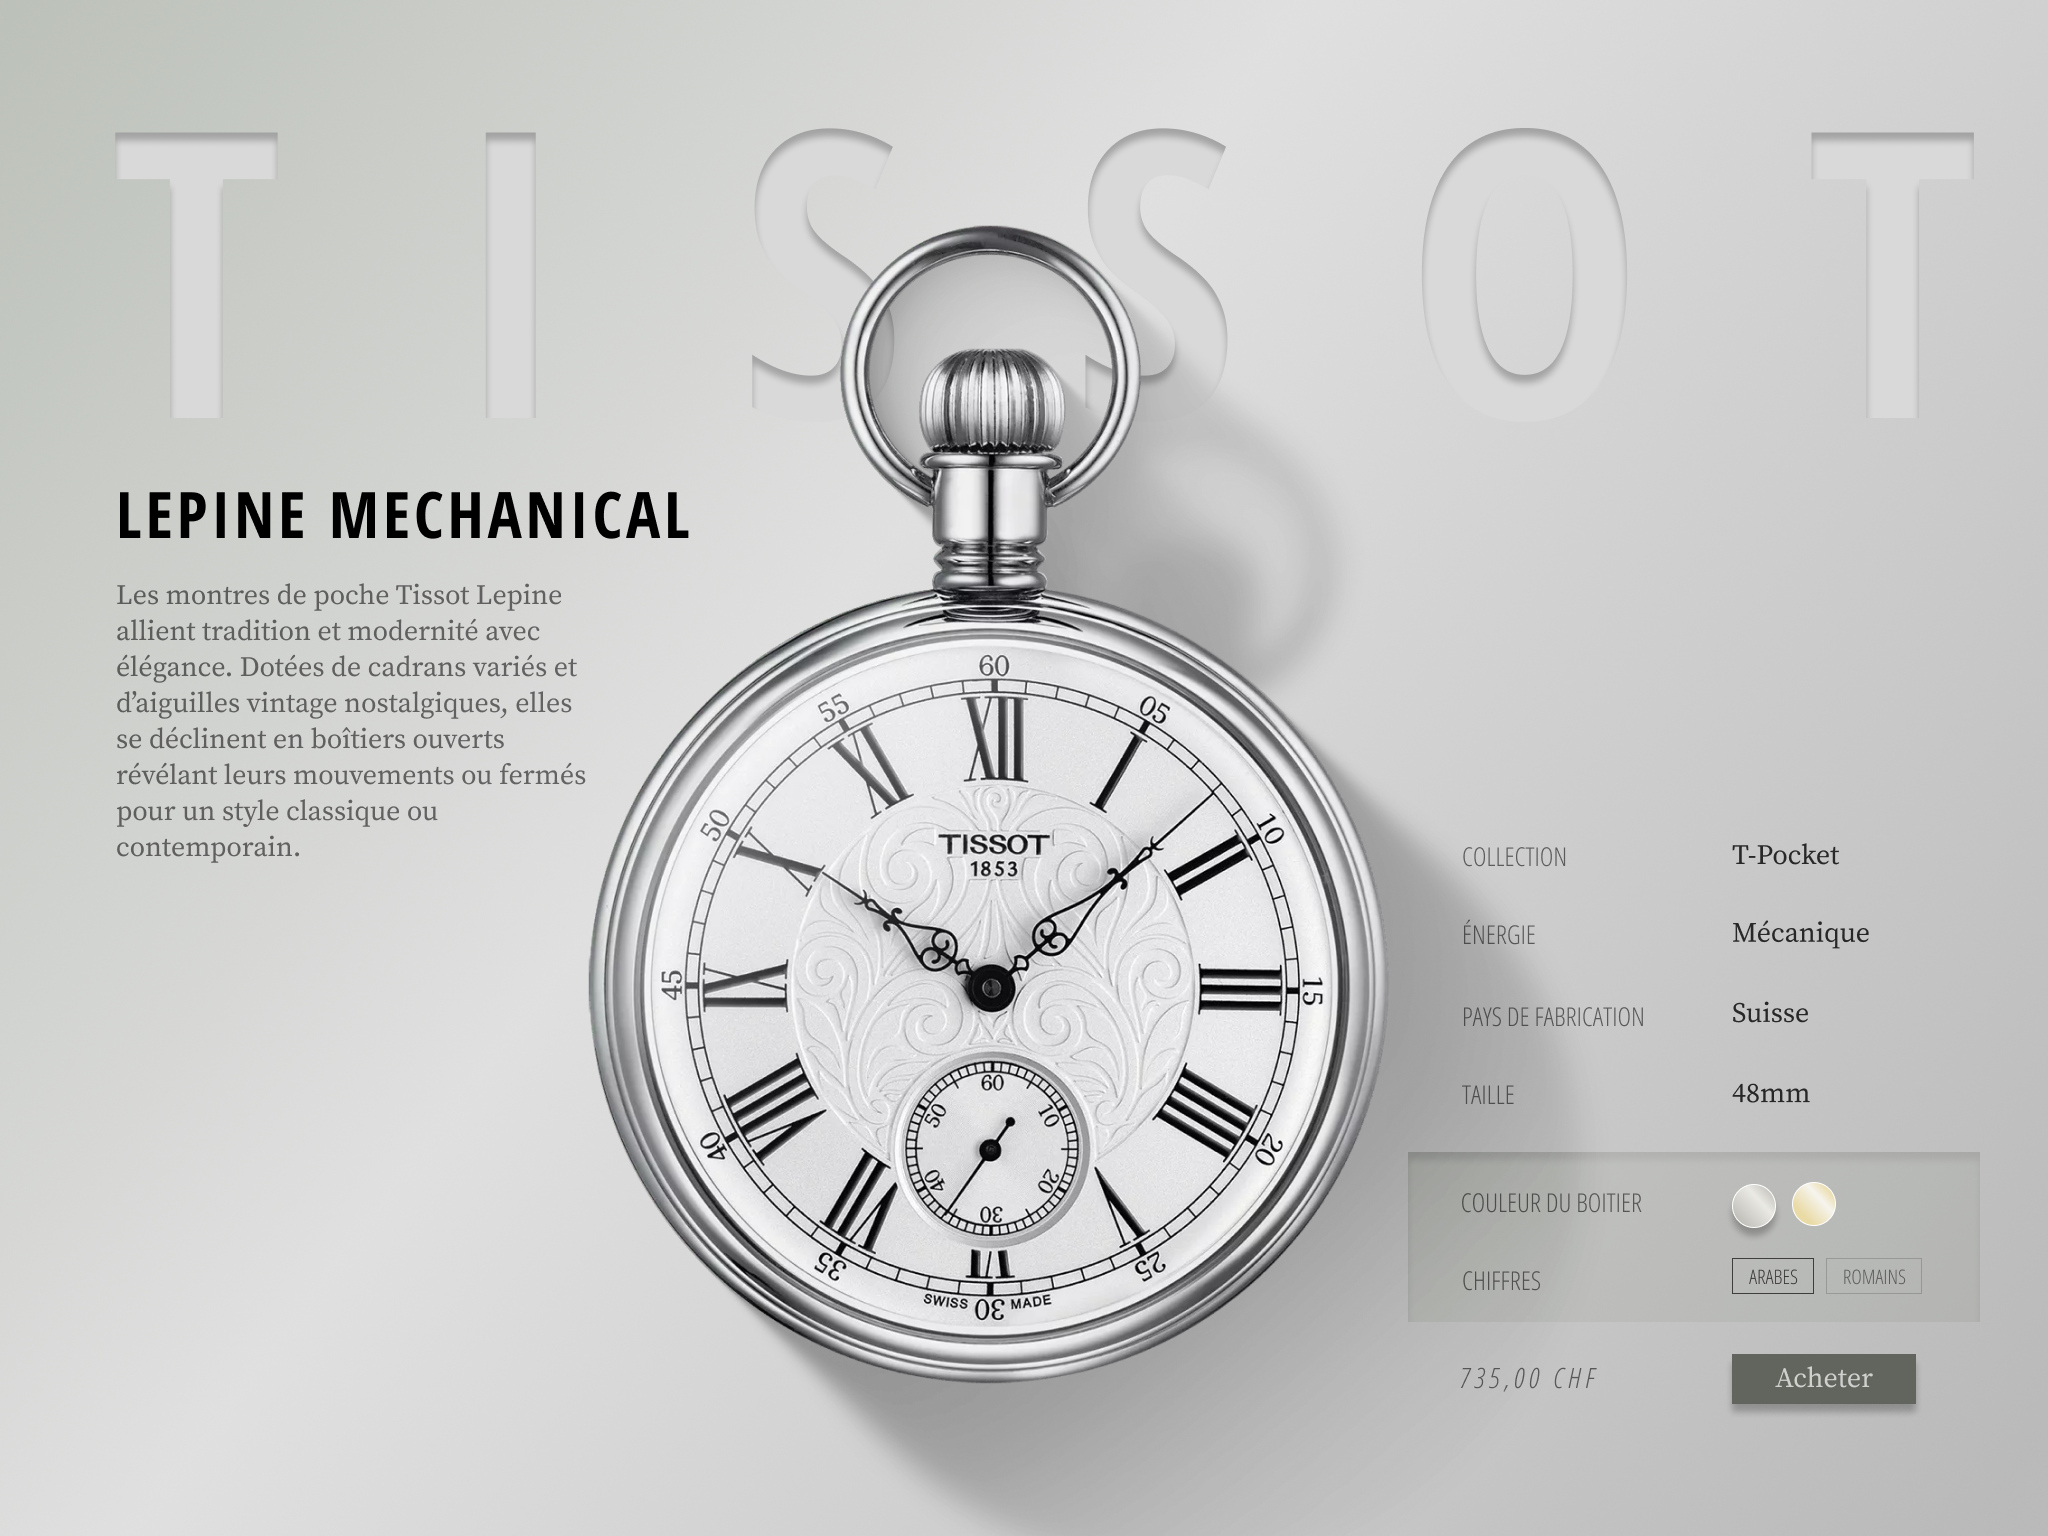 TISSOT
LEPINE MECHANICAL
Les montres de poche Tissot Lepine
allient tradition et modernité avec
élégance. Dotées de cadrans variés et
d’aiguilles vintage nostalgiques, elles
se déclinent en boîtiers ouverts
révélant leurs mouvements ou fermés
pour un style classique ou
contemporain.
60
05
10
15
20
25
30
35
40
45
50
55
XII
I
II
III
IIII
V
VI
VII
VIII
IX
X
XI
TISSOT
1853
60
10
20
30
40
50
SWISS MADE
COLLECTION T-Pocket
ÉNERGIE Mécanique
PAYS DE FABRICATION Suisse
TAILLE 48mm
COULEUR DU BOITIER
CHIFFRES ARABES ROMAINS
735,00 CHF Acheter